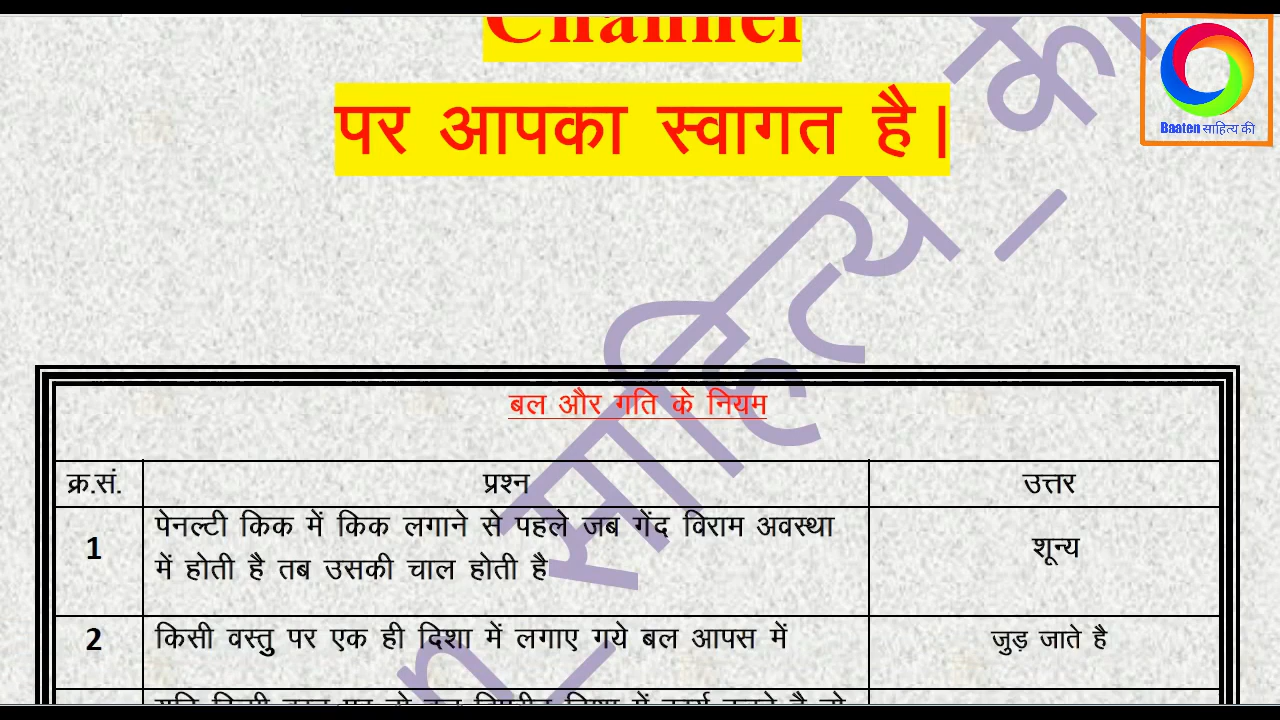 Channel
पर आपका स्वागत है।
Baaten साहित्य की
बल और गति के नियम
क्र.सं.
प्रश्न
उत्तर
1
पेनल्टी किक में किक लगाने से पहले जब गेंद विराम अवस्था
में होती है तब उसकी चाल होती है
शून्य
2
किसी वस्तु पर एक ही दिशा में लगाए गये बल आपस में
जुड़ जाते है